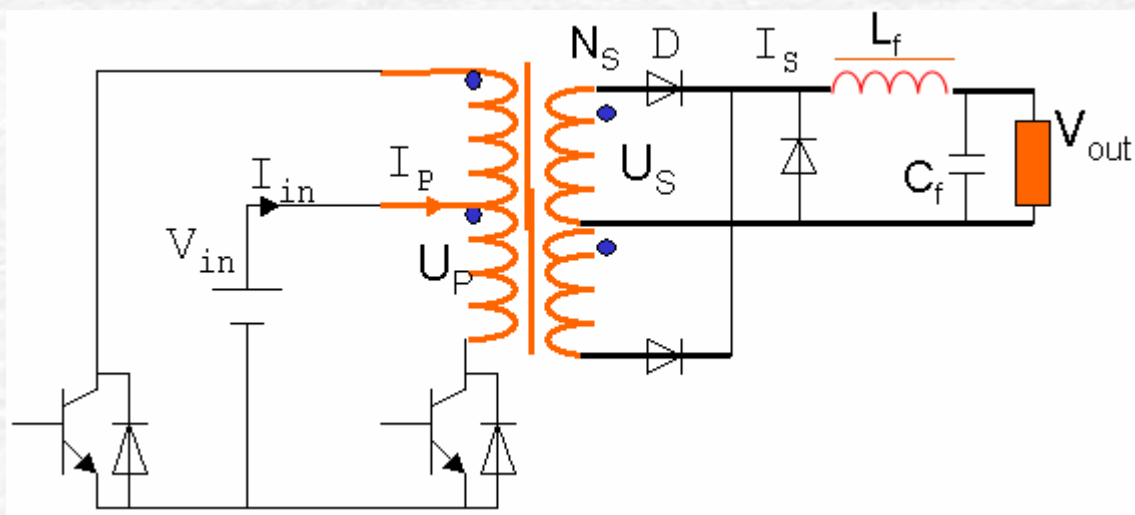 N_S D I_S L_f
U_S
V_out
C_f
I_in I_P
V_in
U_P